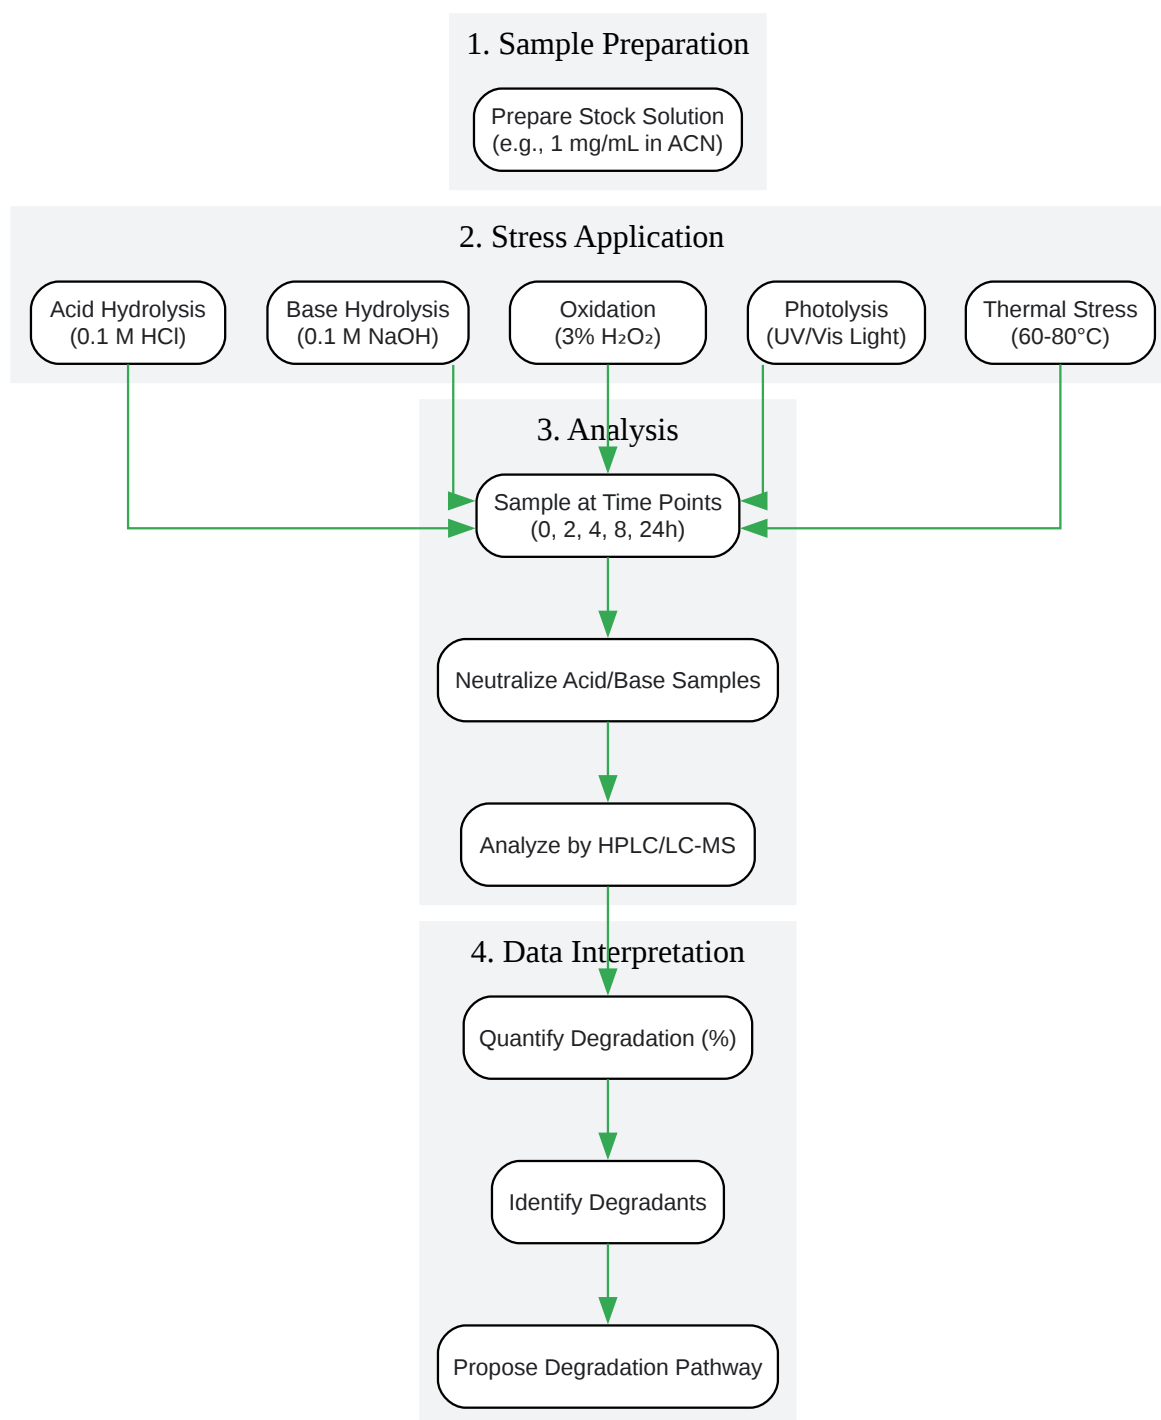 1. Sample Preparation
Prepare Stock Solution
(e.g., 1 mg/mL in ACN)
2. Stress Application
Acid Hydrolysis
(0.1 M HCl)
Base Hydrolysis
(0.1 M NaOH)
Oxidation
(3% H₂O₂)
Photolysis
(UV/Vis Light)
Thermal Stress
(60-80°C)
3. Analysis
Sample at Time Points
(0, 2, 4, 8, 24h)
Neutralize Acid/Base Samples
Analyze by HPLC/LC-MS
4. Data Interpretation
Quantify Degradation (%)
Identify Degradants
Propose Degradation Pathway